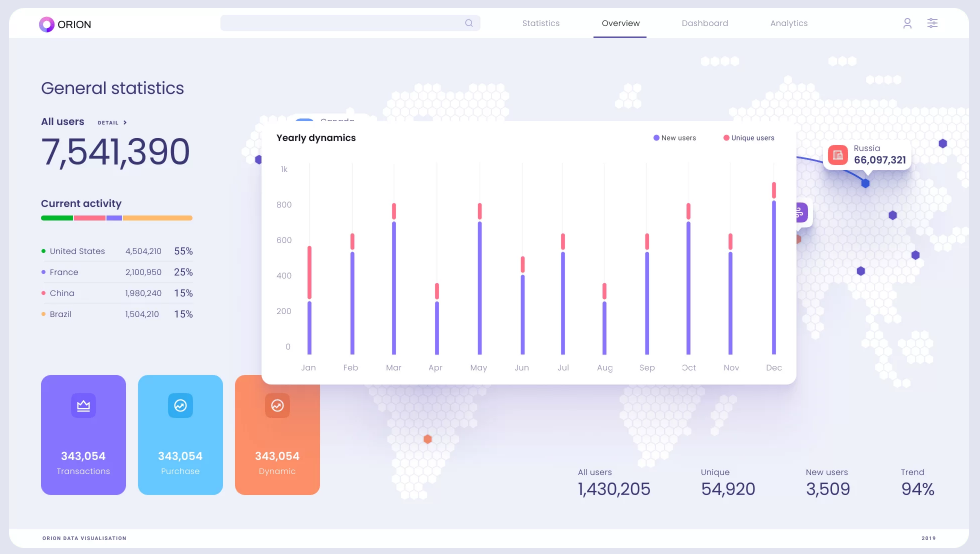 ORION
Statistics
Overview
Dashboard
Analytics
General statistics
All users DETAIL >
7,541,390
Current activity
United States 4,504,210 55%
France 2,100,950 25%
China 1,980,240 15%
Brazil 1,504,210 15%
343,054
Transactions
343,054
Purchase
343,054
Dynamic
Canada
Yearly dynamics
New users
Unique users
1k
800
600
400
200
0
Jan Feb Mar Apr May Jun Jul Aug Sep Oct Nov Dec
Russia
66,097,321
All users
1,430,205
Unique
54,920
New users
3,509
Trend
94%
ORION DATA VISUALISATION
2019